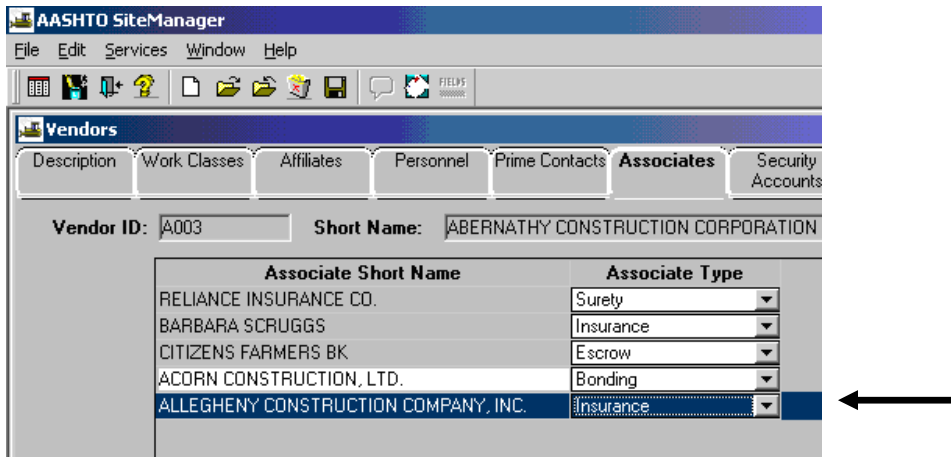 AASHTO SiteManager
File Edit Services Window Help
FIELDS
Vendors
Description Work Classes Affiliates Personnel Prime Contacts Associates Security Accounts
Vendor ID: A003 Short Name: ABERNATHY CONSTRUCTION CORPORATION
Associate Short Name Associate Type
RELIANCE INSURANCE CO. Surety
BARBARA SCRUGGS Insurance
CITIZENS FARMERS BK Escrow
ACORN CONSTRUCTION, LTD. Bonding
ALLEGHENY CONSTRUCTION COMPANY, INC. Insurance